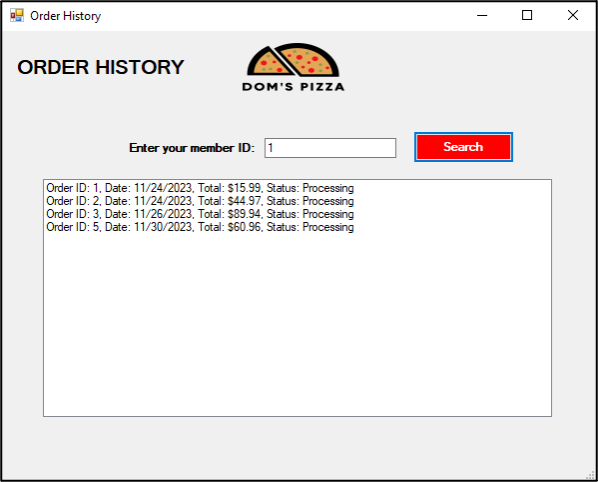 Order History
ORDER HISTORY
DOM'S PIZZA
Enter your member ID: 1 Search
Order ID: 1, Date: 11/24/2023, Total: $15.99, Status: Processing
Order ID: 2, Date: 11/24/2023, Total: $44.97, Status: Processing
Order ID: 3, Date: 11/26/2023, Total: $89.94, Status: Processing
Order ID: 5, Date: 11/30/2023, Total: $60.96, Status: Processing